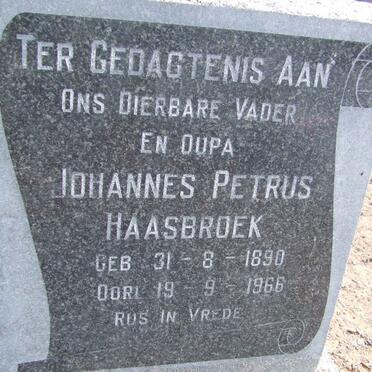 TER GEDAGTENIS AAN
ONS DIERBARE VADER
EN OUPA
JOHANNES PETRUS
HAASBROEK
GEB 31-8-1890
OORL 19-9-1966
RUS IN VREDE